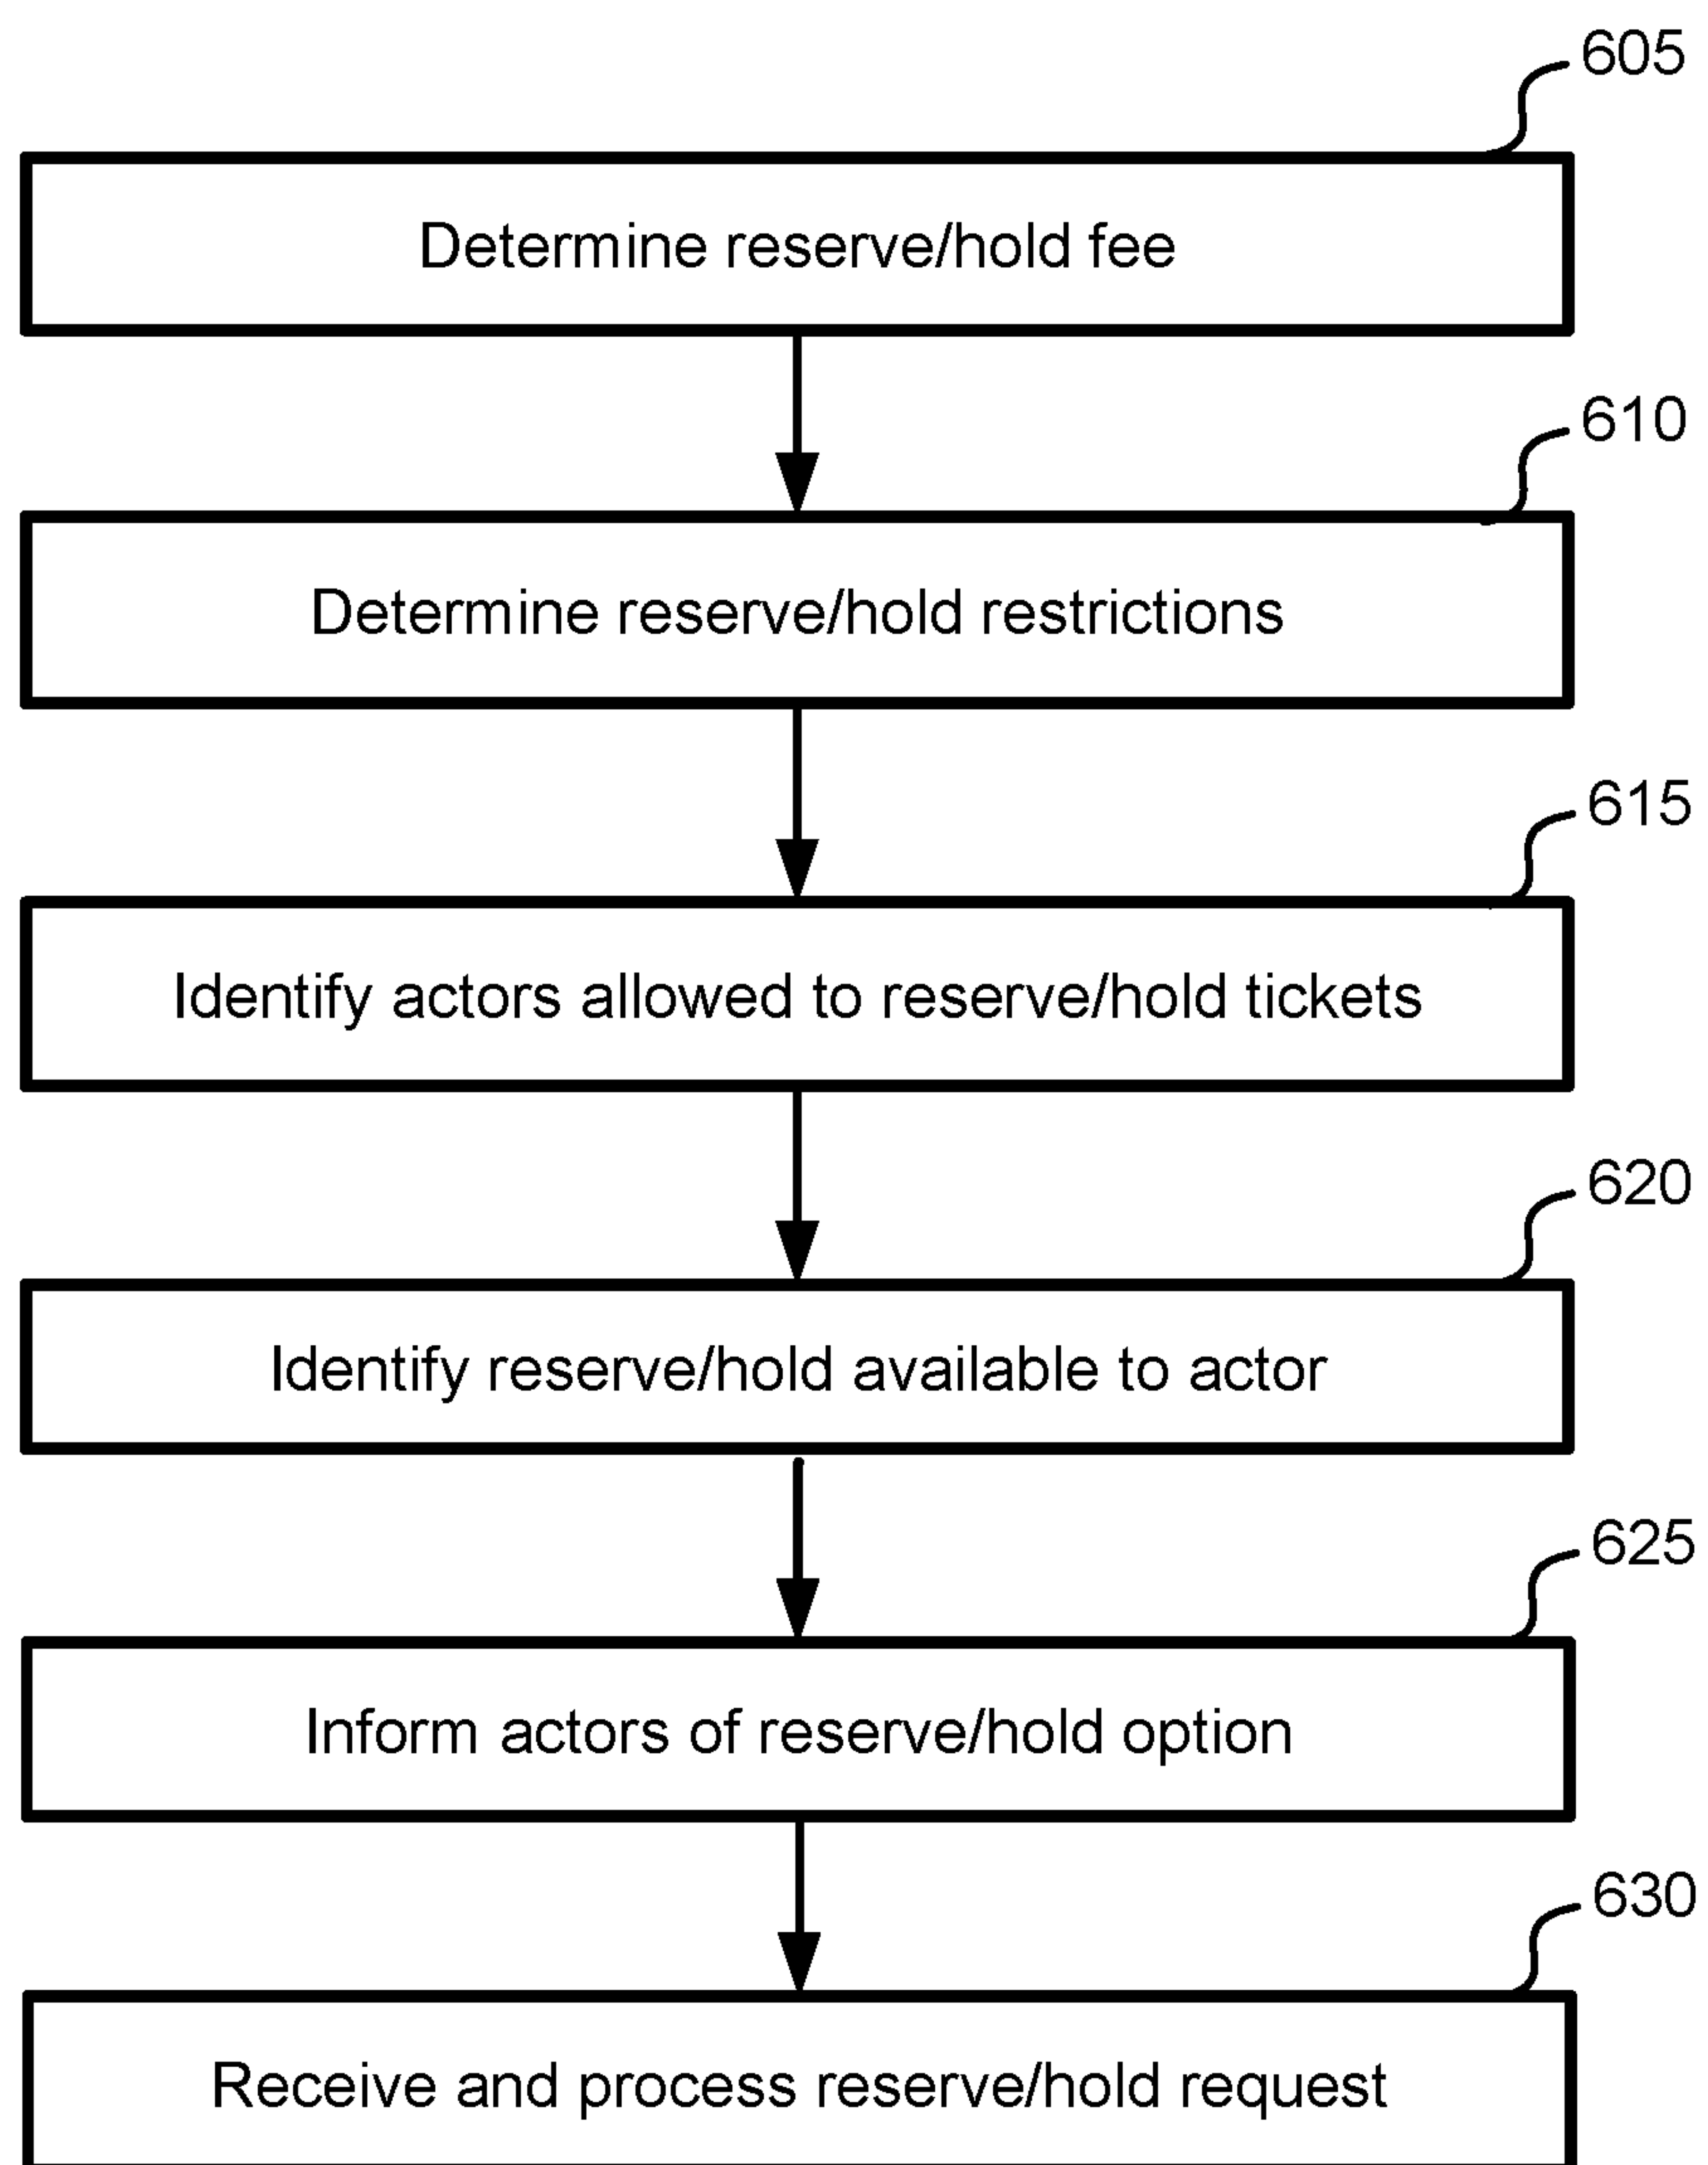 605
Determine reserve/hold fee
610
Determine reserve/hold restrictions
615
Identify actors allowed to reserve/hold tickets
620
Identify reserve/hold available to actor
625
Inform actors of reserve/hold option
630
Receive and process reserve/hold request